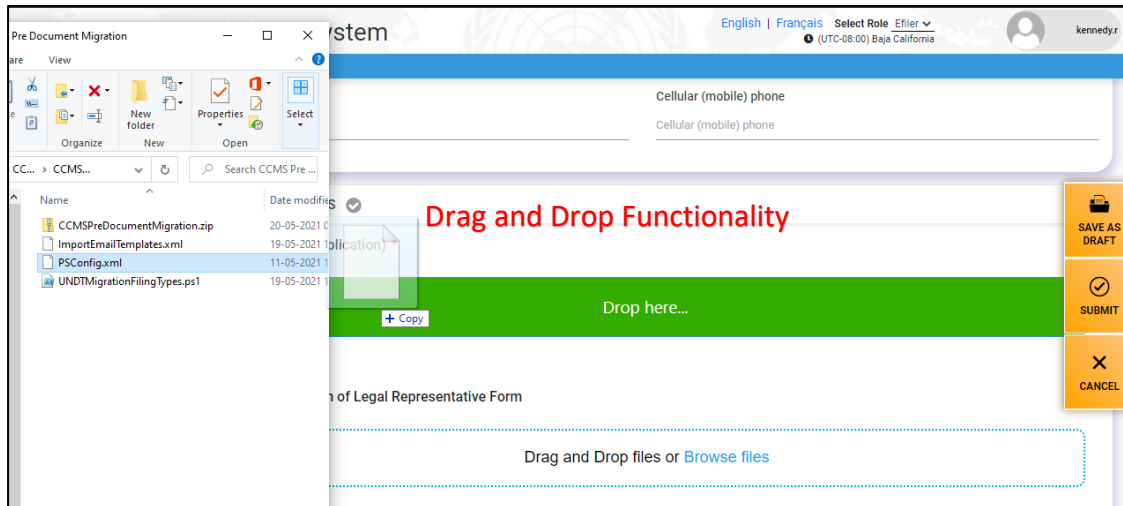 Pre Document Migration
View
New folder
Properties
Select
Organize
New
Open
CC... > CCMS...
Search CCMS Pre ...
Name
Date modifie
CCMSPreDocumentMigration.zip
20-05-2021
ImportEmailTemplates.xml
19-05-2021 1
PSConfig.xml
11-05-2021 1
UNDTMigrationFilingTypes.ps1
19-05-2021 1
+ Copy
ystem
English | Français Select Role Efiler
(UTC-08:00) Baja California
kennedy.r
Cellular (mobile) phone
Cellular (mobile) phone
Drag and Drop Functionality
plication) *
Drop here...
of Legal Representative Form
Drag and Drop files or Browse files
SAVE AS
DRAFT
SUBMIT
CANCEL